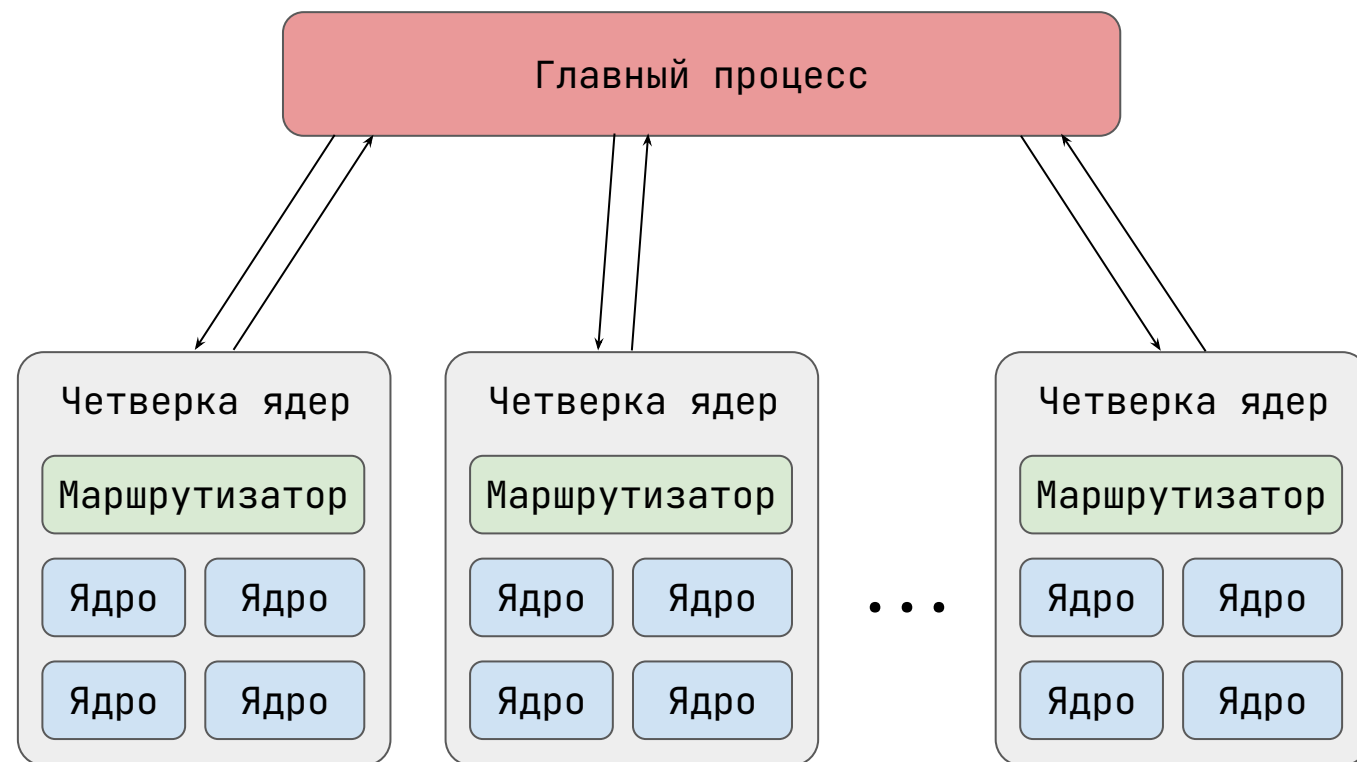 Главный процесс
Четверка ядер
Маршрутизатор
Ядро Ядро
Ядро Ядро
Четверка ядер
Маршрутизатор
Ядро Ядро
Ядро Ядро
...
Четверка ядер
Маршрутизатор
Ядро Ядро
Ядро Ядро